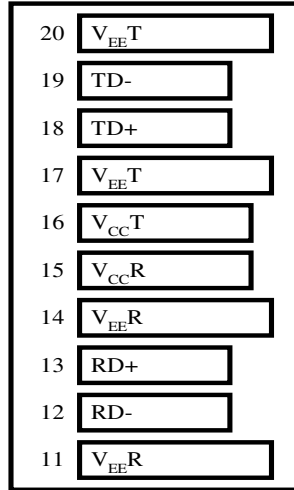 20 VEET
19 TD-
18 TD+
17 VEET
16 VCCT
15 VCCR
14 VEER
13 RD+
12 RD-
11 VEER